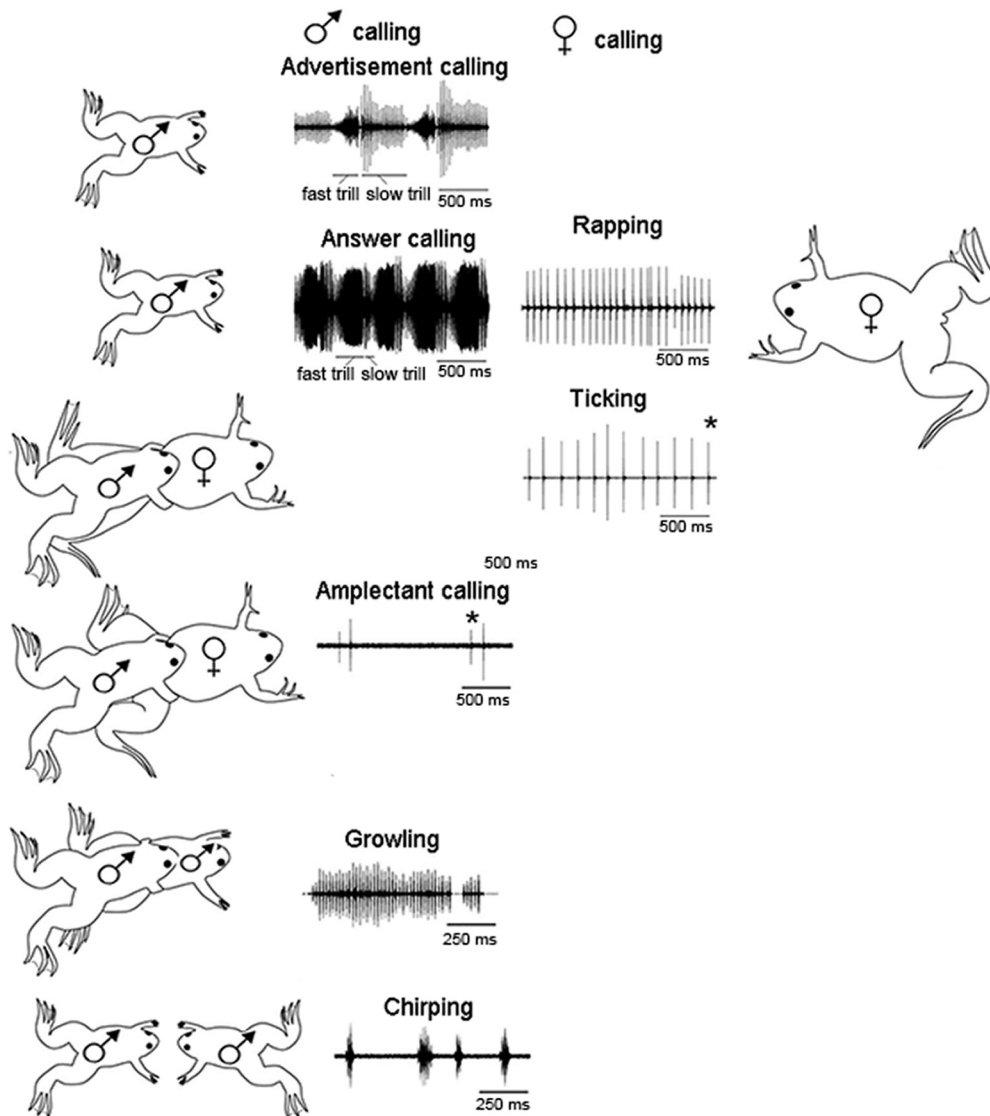 ♂ calling
♀ calling
Advertisement calling
♂
fast trill slow trill 500 ms
Answer calling
Rapping
♂
♀
500 ms
fast trill slow trill 500 ms
Ticking
*
♂ ♀
500 ms
500 ms
Amplectant calling
*
♂ ♀
500 ms
Growling
♂ ♂
250 ms
Chirping
♂ ♂
250 ms